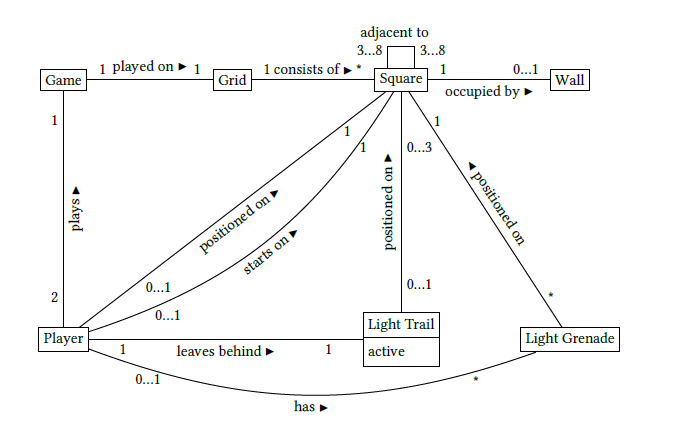 adjacent to
3...8 3...8
Game 1 played on ► 1 Grid 1 consists of ► * Square 1 0...1 Wall
occupied by ►
1 1 1 1 0...3
plays ►
positioned on ►
starts on ►
positioned on ►
◄ positioned on
2 0...1 0...1 0...1 *
Player 1 leaves behind ► 1 Light Trail
active
Light Grenade
0...1 *
has ►